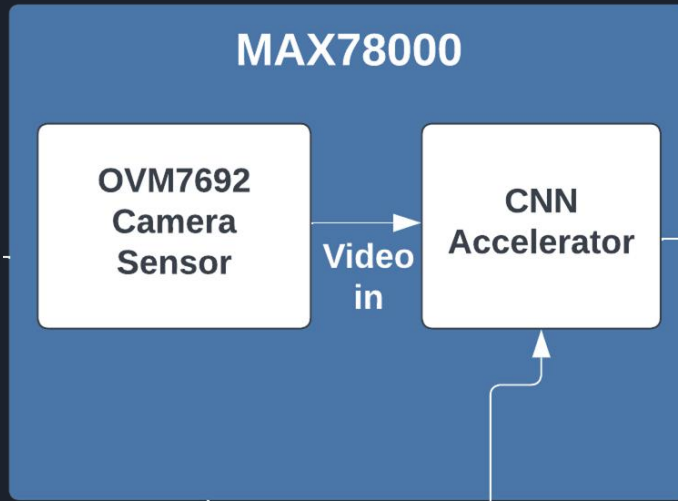 MAX78000
OVM7692
Camera
Sensor
Video
in
CNN
Accelerator